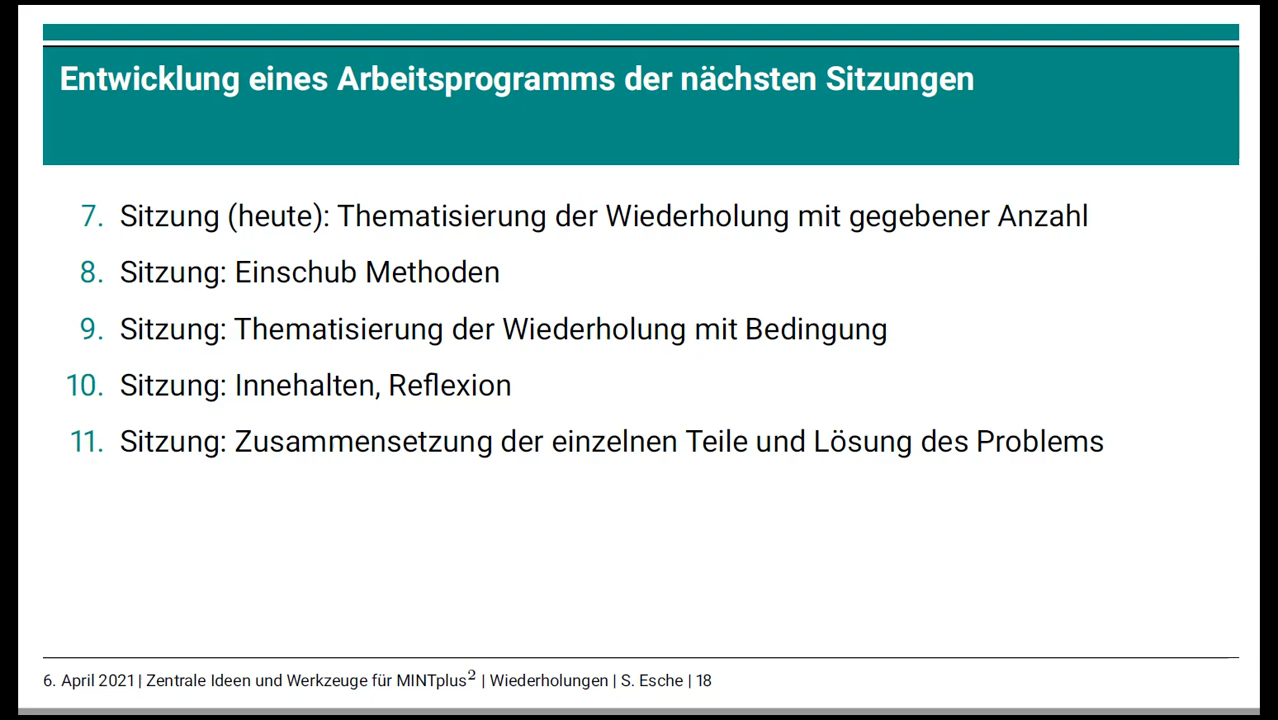 Entwicklung eines Arbeitsprogramms der nächsten Sitzungen
7. Sitzung (heute): Thematisierung der Wiederholung mit gegebener Anzahl
8. Sitzung: Einschub Methoden
9. Sitzung: Thematisierung der Wiederholung mit Bedingung
10. Sitzung: Innehalten, Reflexion
11. Sitzung: Zusammensetzung der einzelnen Teile und Lösung des Problems
6. April 2021 | Zentrale Ideen und Werkzeuge für MINTplus² | Wiederholungen | S. Esche | 18